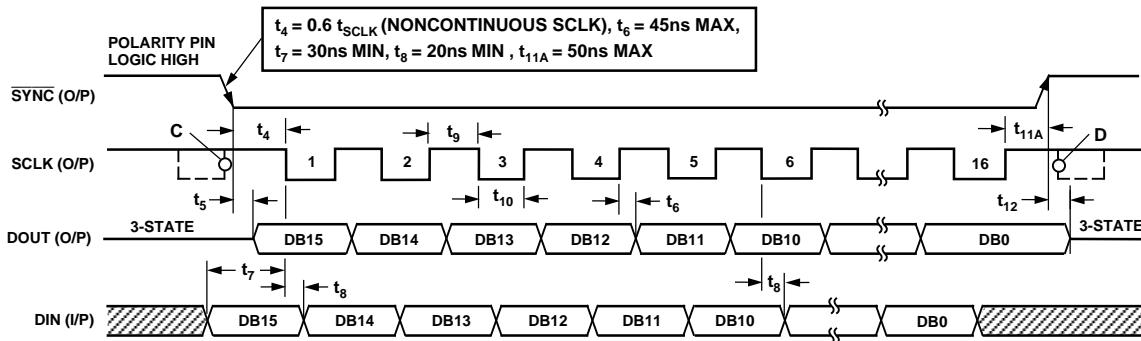 t4 = 0.6 tSCLK (NONCONTINUOUS SCLK), t6 = 45ns MAX,
t7 = 30ns MIN, t8 = 20ns MIN , t11A = 50ns MAX
POLARITY PIN
LOGIC HIGH
SYNC (O/P)
C
t4
t9
t11A
D
SCLK (O/P)
1 2 3 4 5 6 16
t5
t10
t6
t12
3-STATE
3-STATE
DOUT (O/P)
DB15 DB14 DB13 DB12 DB11 DB10 DB0
t7
t8
t8
DIN (I/P)
DB15 DB14 DB13 DB12 DB11 DB10 DB0